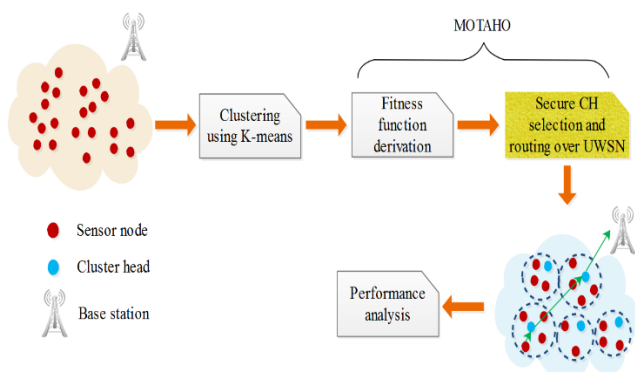 MOTAHO
Clustering
using K-means
Fitness
function
derivation
Secure CH
selection and
routing over UWSN
Sensor node
Cluster head
Base station
Performance
analysis